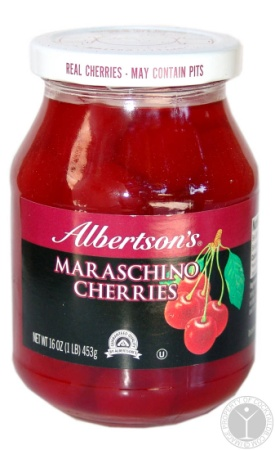 REAL CHERRIES - MAY CONTAIN PITS
Albertson's®
MARASCHINO
CHERRIES
NET WT 16 OZ (1 LB) 453g
U